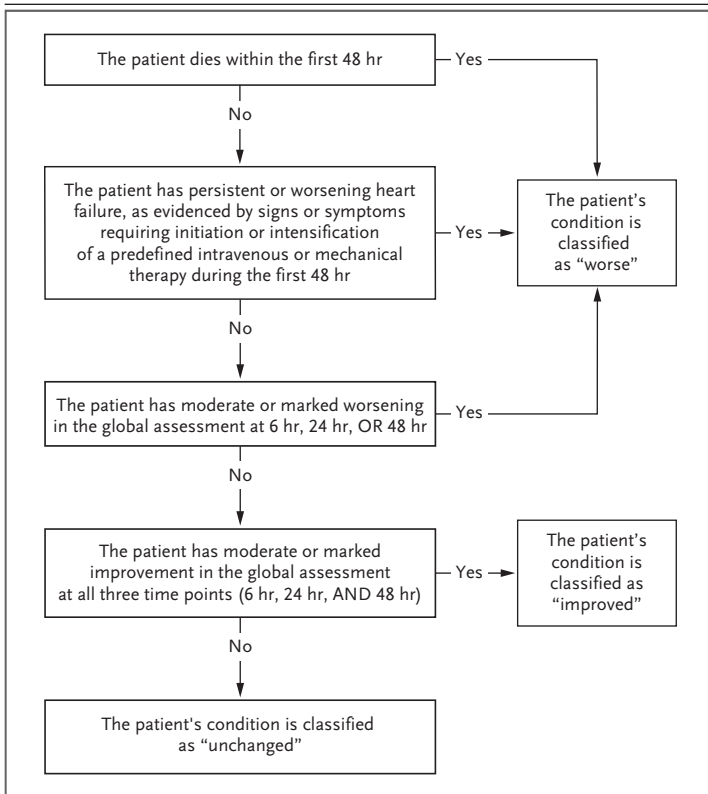 The patient dies within the first 48 hr
Yes
No
The patient has persistent or worsening heart
failure, as evidenced by signs or symptoms
requiring initiation or intensification
of a predefined intravenous or mechanical
therapy during the first 48 hr
Yes
The patient’s
condition is
classified
as “worse”
No
The patient has moderate or marked worsening
in the global assessment at 6 hr, 24 hr, OR 48 hr
Yes
No
The patient has moderate or marked
improvement in the global assessment
at all three time points (6 hr, 24 hr, AND 48 hr)
Yes
The patient’s
condition is
classified as
“improved”
No
The patient's condition is classified
as “unchanged”